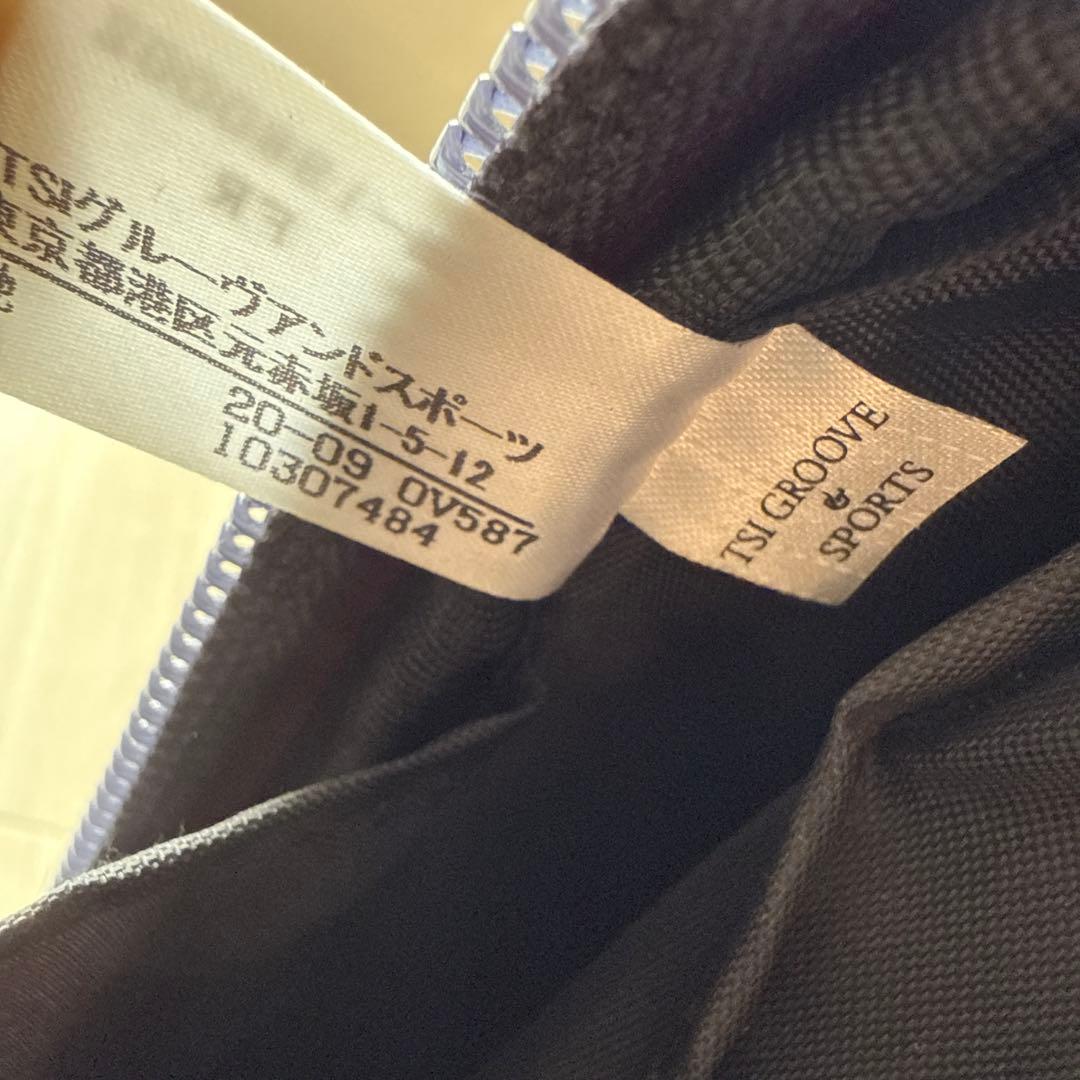 TSIグルーヴアンドスポーツ
東京都港区元赤坂1-5-12
20-09 0V587
10307484
TSI GROOVE
&
SPORTS